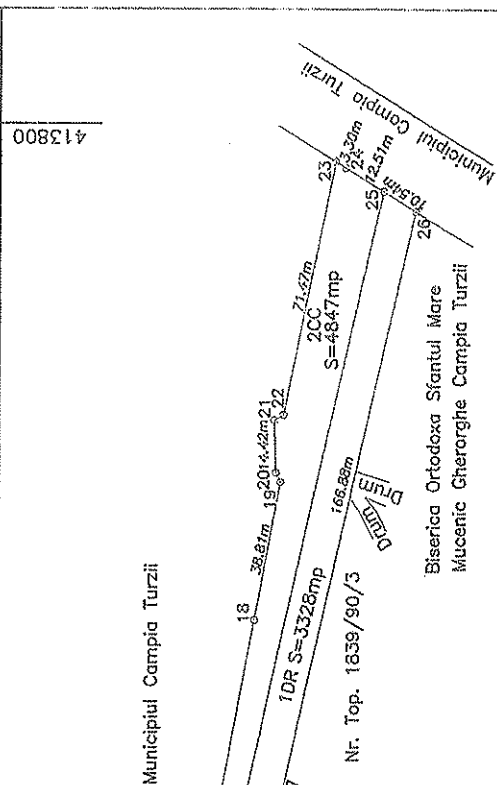 413800
Municipiul Campia Turzii
23
3.30m
24
12.51m
25
10.54m
26
71.47m
2CC
S=4847mp
22
21
14.42m
20
19
38.81m
18
Municipiul Campia Turzii
166.88m
1DR S=3328mp
Drum
Drum
Nr. Top. 1839/90/3
Biserica Ortodoxa Sfantul Mare
Mucenic Gherorghe Campia Turzii